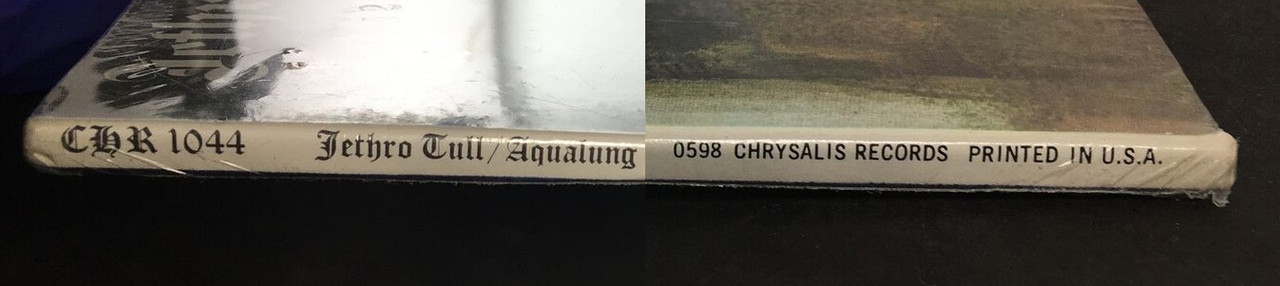 CHR 1044 Jethro Tull/Aqualung
0598 CHRYSALIS RECORDS PRINTED IN U.S.A.